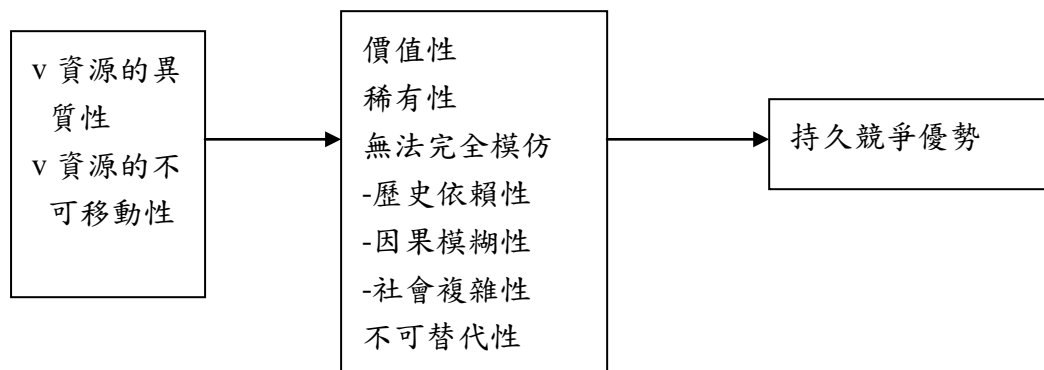 v 資源的異
質性
v 資源的不
可移動性
價值性
稀有性
無法完全模仿
-歷史依賴性
-因果模糊性
-社會複雜性
不可替代性
持久競爭優勢